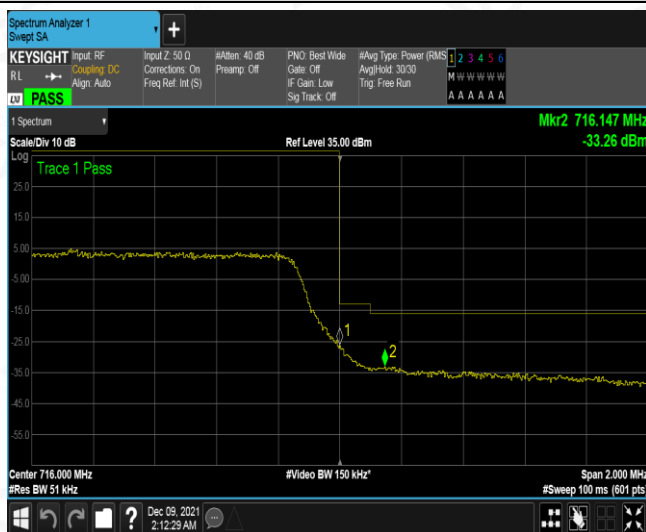 Spectrum Analyzer 1
Swept SA
KEYSIGHT
RL
LXI PASS
Input: RF
Coupling: DC
Align: Auto
Input Z: 50 Ω
Corrections: On
Freq Ref: Int (S)
#Atten: 40 dB
Preamp: Off
PNO: Best Wide
Gate: Off
IF Gain: Low
Sig Track: Off
#Avg Type: Power (RMS
Avg|Hold: 30/30
Trig: Free Run
1 2 3 4 5 6
M W W W W W
A A A A A A
1 Spectrum
Mkr2 716.147 MHz
Scale/Div 10 dB
Ref Level 35.00 dBm
-33.26 dBm
Log
Trace 1 Pass
25.0
15.0
5.00
-5.00
-15.0
-25.0
-35.0
-45.0
-55.0
1
2
Center 716.000 MHz
#Video BW 150 kHz*
Span 2.000 MHz
#Res BW 51 kHz
#Sweep 100 ms (601 pts)
?
Dec 09, 2021
2:12:29 AM